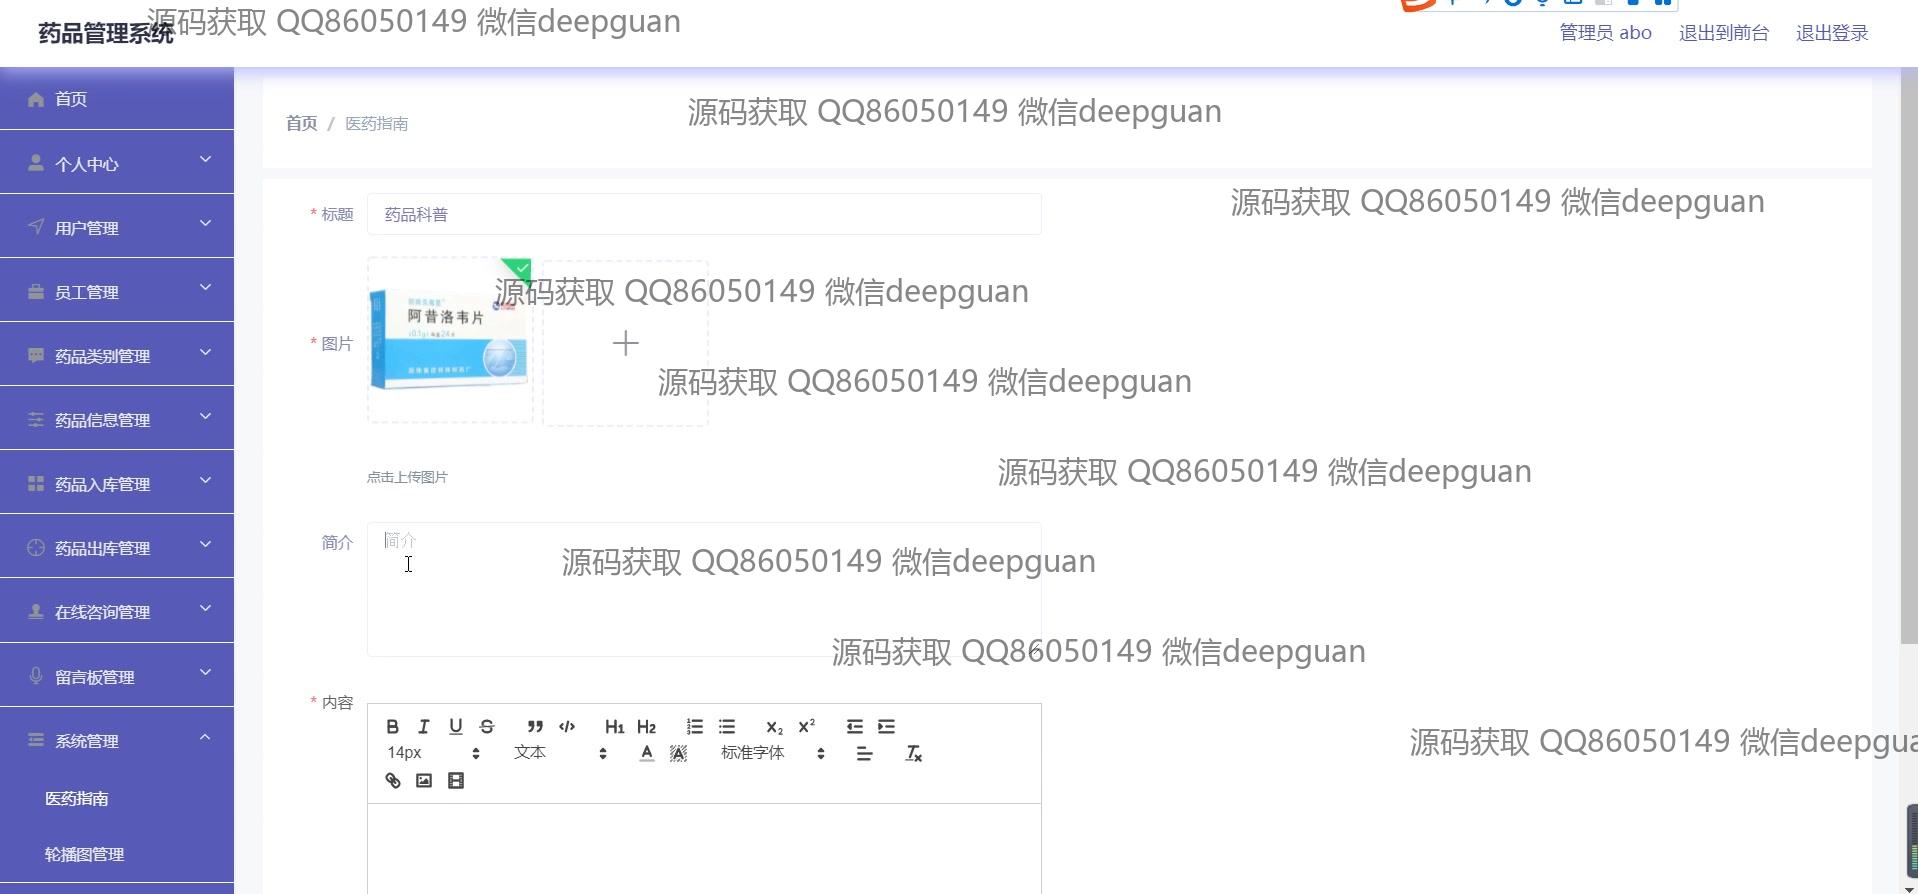 药品管理系统
源码获取 QQ86050149 微信deepguan
管理员 abo
退出到前台
退出登录
首页
个人中心
用户管理
员工管理
药品类别管理
药品信息管理
药品入库管理
药品出库管理
在线咨询管理
留言板管理
系统管理
医药指南
轮播图管理
首页 / 医药指南
源码获取 QQ86050149 微信deepguan
源码获取 QQ86050149 微信deepguan
* 标题
药品科普
源码获取 QQ86050149 微信deepguan
* 图片
阿昔洛韦片
源码获取 QQ86050149 微信deepguan
源码获取 QQ86050149 微信deepguan
点击上传图片
简介
简介
源码获取 QQ86050149 微信deepguan
源码获取 QQ86050149 微信deepguan
* 内容
B I U S H1 H2 X2 X2
14px 文本 A A 标准字体 Tx
源码获取 QQ86050149 微信deepgua